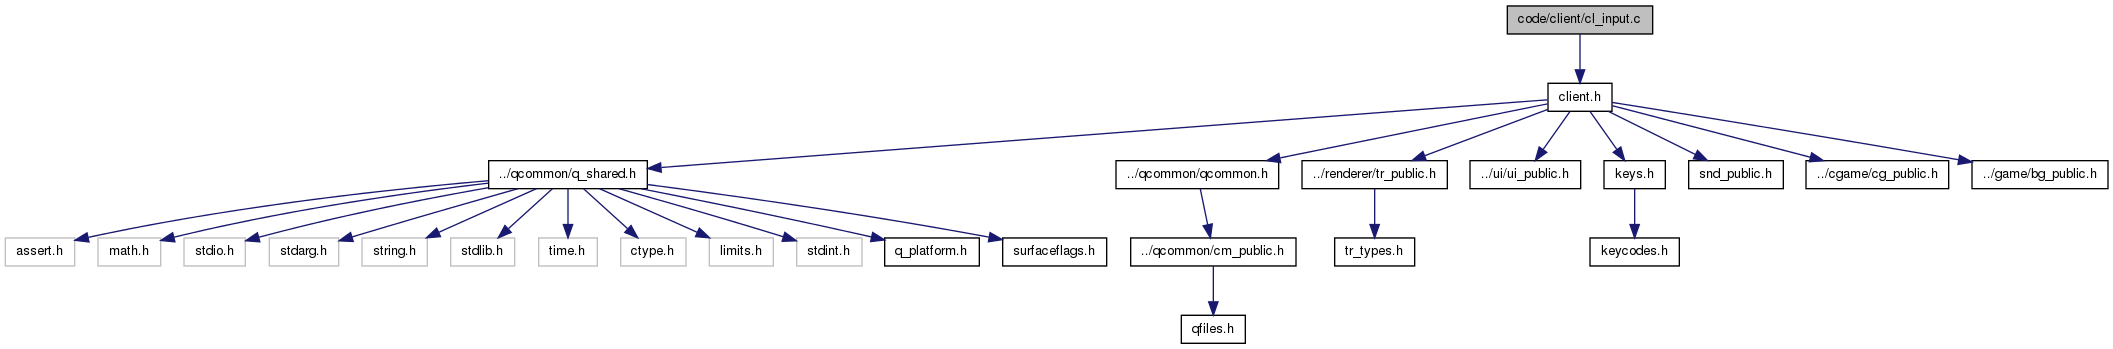 code/client/cl_input.c
client.h
../qcommon/q_shared.h
../qcommon/qcommon.h
../renderer/tr_public.h
../ui/ui_public.h
keys.h
snd_public.h
../cgame/cg_public.h
../game/bg_public.h
assert.h
math.h
stdio.h
stdarg.h
string.h
stdlib.h
time.h
ctype.h
limits.h
stdint.h
q_platform.h
surfaceflags.h
../qcommon/cm_public.h
tr_types.h
keycodes.h
qfiles.h